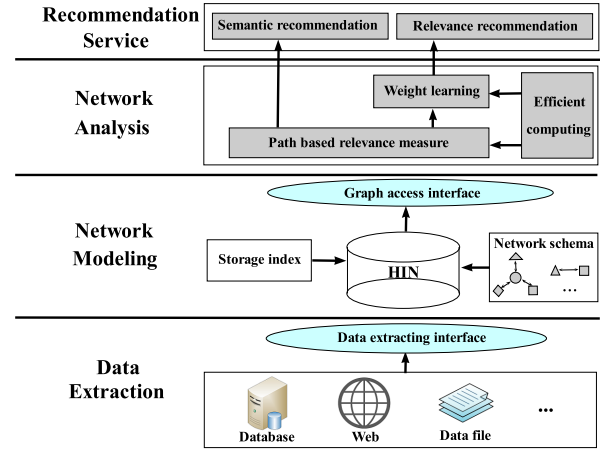 Recommendation
Service
Semantic recommendation
Relevance recommendation
Network
Analysis
Weight learning
Efficient
computing
Path based relevance measure
Graph access interface
Network
Modeling
Storage index
HIN
Network schema
...
Data extracting interface
Data
Extraction
Database
Web
Data file
...